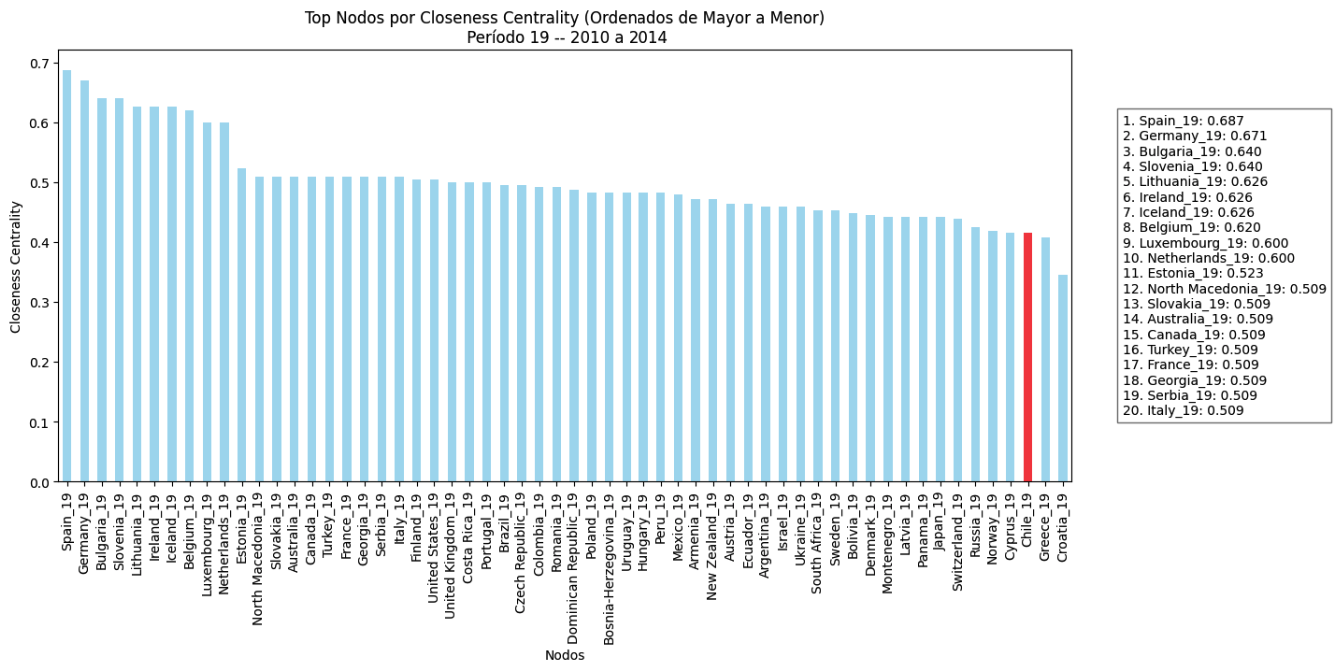 Top Nodos por Closeness Centrality (Ordenados de Mayor a Menor)
Período 19 -- 2010 a 2014
Closeness Centrality
0.7
0.6
0.5
0.4
0.3
0.2
0.1
0.0
Spain_19
Germany_19
Bulgaria_19
Slovenia_19
Lithuania_19
Ireland_19
Iceland_19
Belgium_19
Luxembourg_19
Netherlands_19
Estonia_19
North Macedonia_19
Slovakia_19
Australia_19
Canada_19
Turkey_19
France_19
Georgia_19
Serbia_19
Italy_19
Finland_19
United States_19
United Kingdom_19
Costa Rica_19
Portugal_19
Brazil_19
Czech Republic_19
Colombia_19
Romania_19
Dominican Republic_19
Poland_19
Bosnia-Herzegovina_19
Uruguay_19
Hungary_19
Peru_19
Mexico_19
Armenia_19
New Zealand_19
Austria_19
Ecuador_19
Argentina_19
Israel_19
Ukraine_19
South Africa_19
Sweden_19
Bolivia_19
Denmark_19
Montenegro_19
Latvia_19
Panama_19
Japan_19
Switzerland_19
Russia_19
Norway_19
Cyprus_19
Chile_19
Greece_19
Croatia_19
Nodos
1. Spain_19: 0.687
2. Germany_19: 0.671
3. Bulgaria_19: 0.640
4. Slovenia_19: 0.640
5. Lithuania_19: 0.626
6. Ireland_19: 0.626
7. Iceland_19: 0.626
8. Belgium_19: 0.620
9. Luxembourg_19: 0.600
10. Netherlands_19: 0.600
11. Estonia_19: 0.523
12. North Macedonia_19: 0.509
13. Slovakia_19: 0.509
14. Australia_19: 0.509
15. Canada_19: 0.509
16. Turkey_19: 0.509
17. France_19: 0.509
18. Georgia_19: 0.509
19. Serbia_19: 0.509
20. Italy_19: 0.509